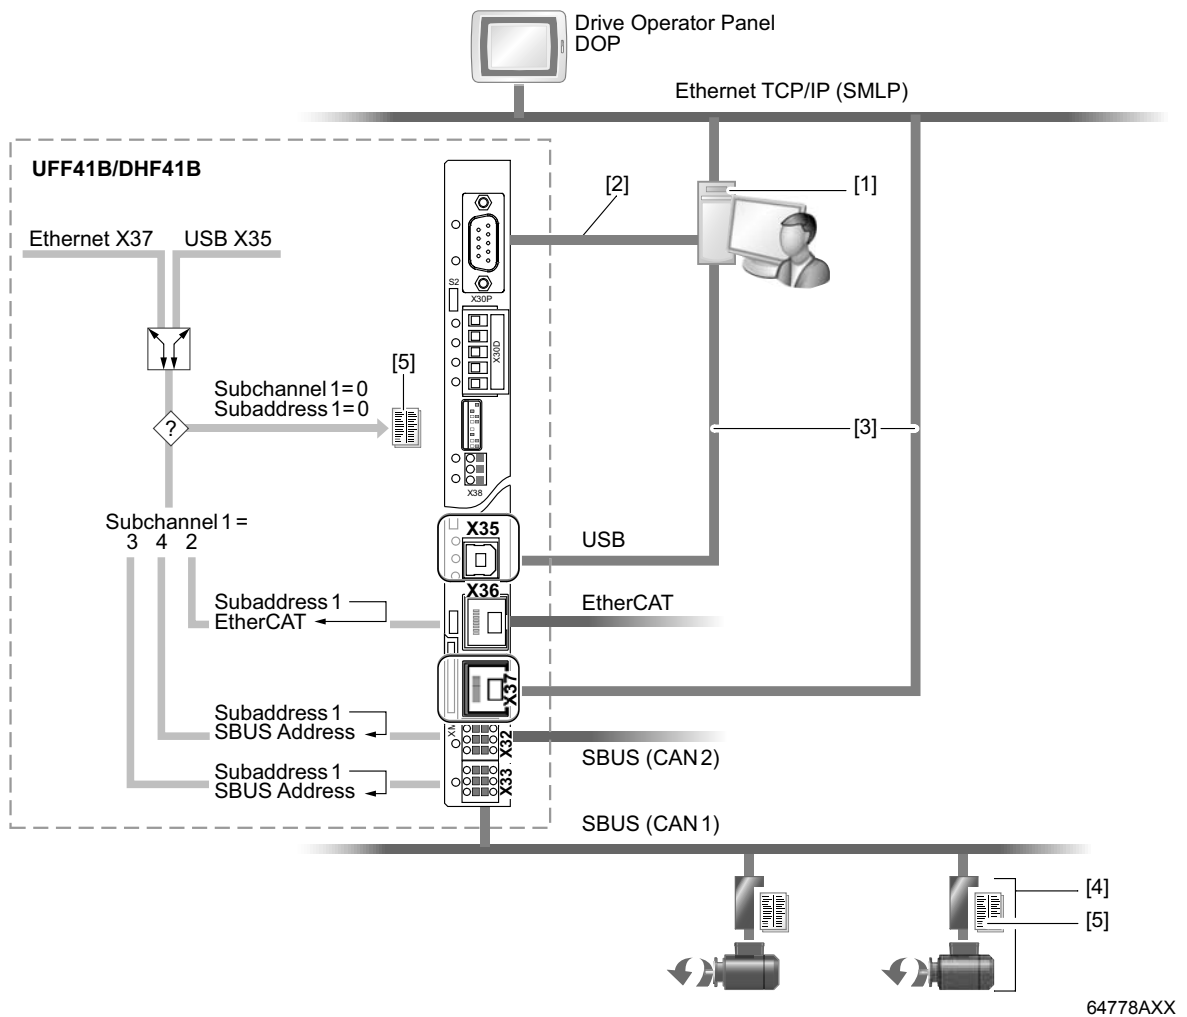 Drive Operator Panel
DOP
Ethernet TCP/IP (SMLP)
UFF41B/DHF41B
[2]
[1]
Ethernet X37
USB X35
S2
X30P
X30D
[5]
Subchannel 1=0
Subaddress 1=0
?
[3]
X38
Subchannel 1 =
3 4 2
X35
USB
X36
EtherCAT
Subaddress 1
EtherCAT
X37
Subaddress 1
SBUS Address
XM
X32
SBUS (CAN 2)
Subaddress 1
SBUS Address
X33
SBUS (CAN 1)
[4]
[5]
64778AXX